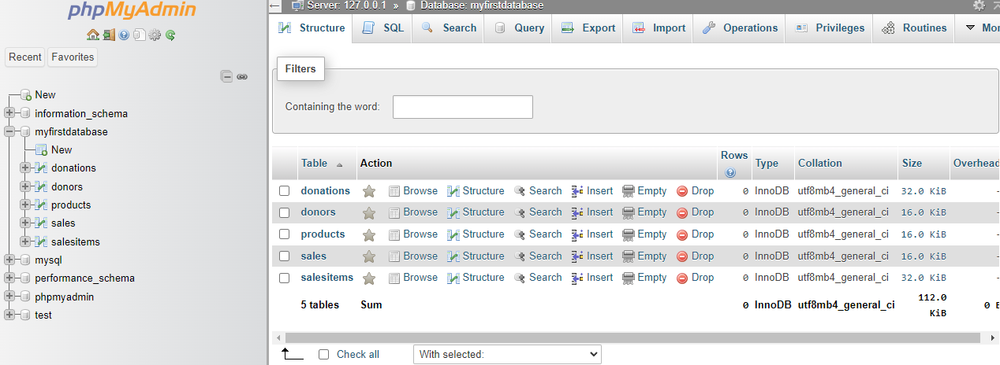 phpMyAdmin
Recent Favorites
New
information_schema
myfirstdatabase
New
donations
donors
products
sales
salesitems
mysql
performance_schema
phpmyadmin
test
Server: 127.0.0.1 » Database: myfirstdatabase
Structure SQL Search Query Export Import Operations Privileges Routines Mor
Filters
Containing the word:
Table Action Rows Type Collation Size Overhead
donations Browse Structure Search Insert Empty Drop 0 InnoDB utf8mb4_general_ci 32.0 KiB -
donors Browse Structure Search Insert Empty Drop 0 InnoDB utf8mb4_general_ci 16.0 KiB -
products Browse Structure Search Insert Empty Drop 0 InnoDB utf8mb4_general_ci 16.0 KiB -
sales Browse Structure Search Insert Empty Drop 0 InnoDB utf8mb4_general_ci 16.0 KiB -
salesitems Browse Structure Search Insert Empty Drop 0 InnoDB utf8mb4_general_ci 32.0 KiB -
5 tables Sum 0 InnoDB utf8mb4_general_ci 112.0 KiB 0 B
Check all With selected: